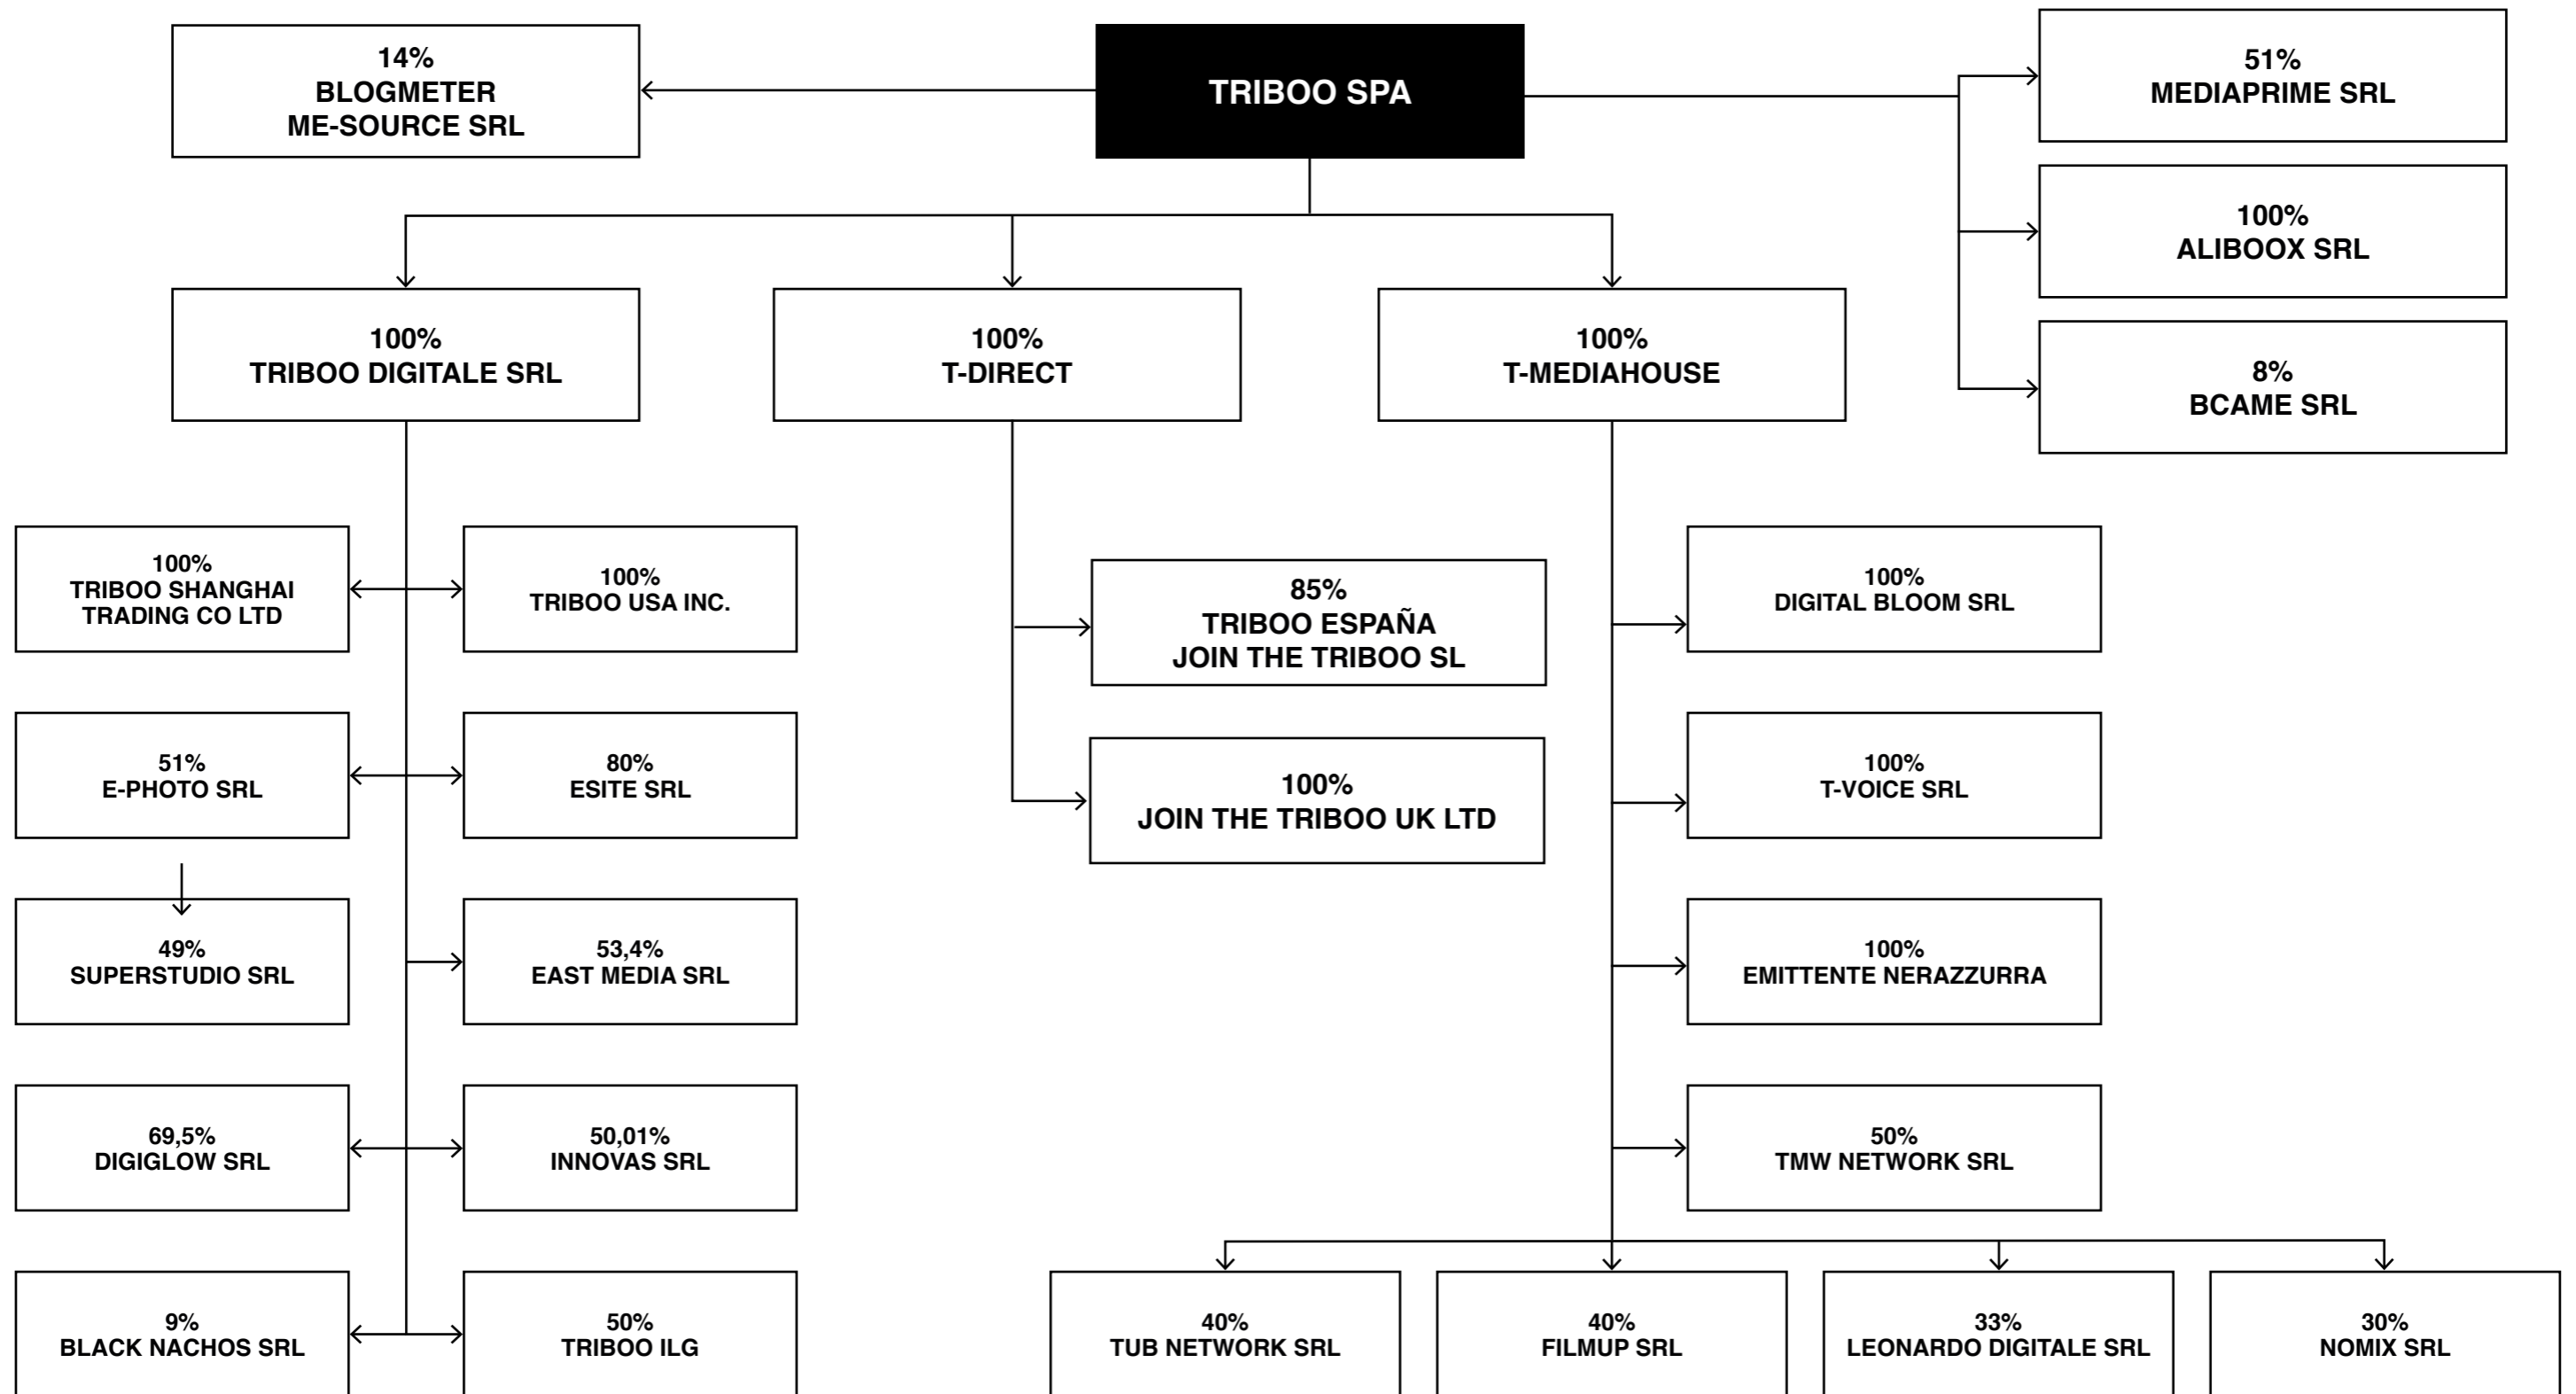 14%
BLOGMETER
ME-SOURCE SRL
TRIBOO SPA
51%
MEDIAPRIME SRL
100%
ALIBOOX SRL
8%
BCAME SRL
100%
TRIBOO DIGITALE SRL
100%
T-DIRECT
100%
T-MEDIAHOUSE
100%
TRIBOO SHANGHAI
TRADING CO LTD
100%
TRIBOO USA INC.
51%
E-PHOTO SRL
80%
ESITE SRL
49%
SUPERSTUDIO SRL
53,4%
EAST MEDIA SRL
69,5%
DIGIGLOW SRL
50,01%
INNOVAS SRL
9%
BLACK NACHOS SRL
50%
TRIBOO ILG
85%
TRIBOO ESPAÑA
JOIN THE TRIBOO SL
100%
JOIN THE TRIBOO UK LTD
100%
DIGITAL BLOOM SRL
100%
T-VOICE SRL
100%
EMITTENTE NERAZZURRA
50%
TMW NETWORK SRL
40%
TUB NETWORK SRL
40%
FILMUP SRL
33%
LEONARDO DIGITALE SRL
30%
NOMIX SRL